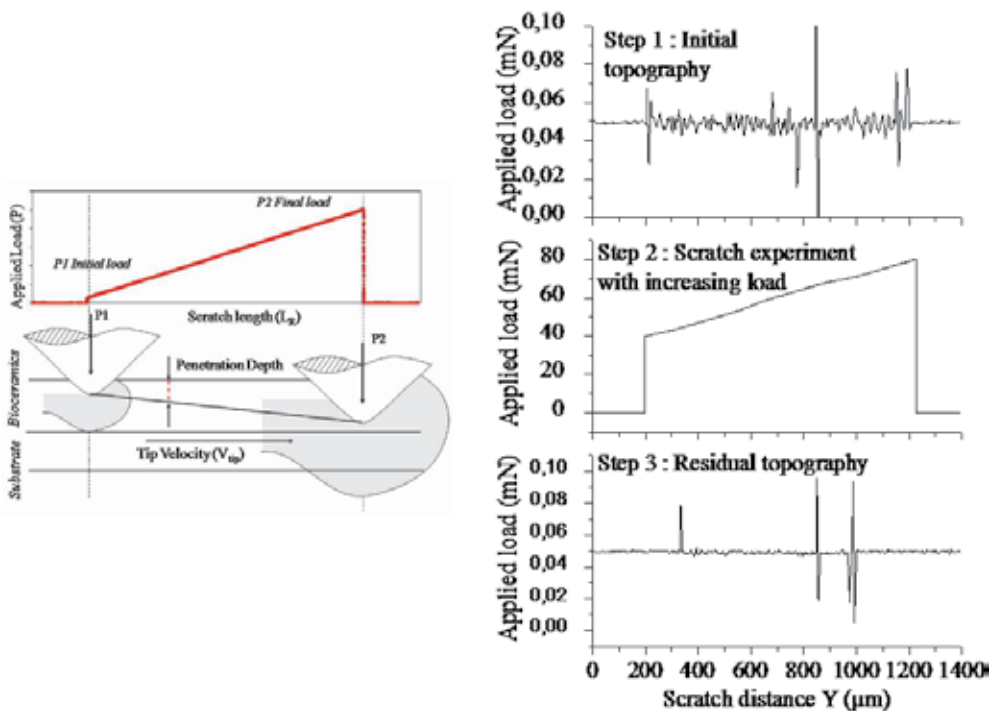 P2 Final load
P1 Initial load
Applied Load (P)
Scratch length (LR)
P1
P2
Penetration Depth
Bioceramics
Tip Velocity (Vtip)
Substrate
0,10
0,08
0,06
0,04
0,02
0,00
Applied load (mN)
Step 1 : Initial
topography
80
60
40
20
0
Applied load (mN)
Step 2 : Scratch experiment
with increasing load
0,10
0,08
0,06
0,04
0,02
0,00
Applied load (mN)
Step 3 : Residual topography
0 200 400 600 800 1000 1200 1400
Scratch distance Y (µm)